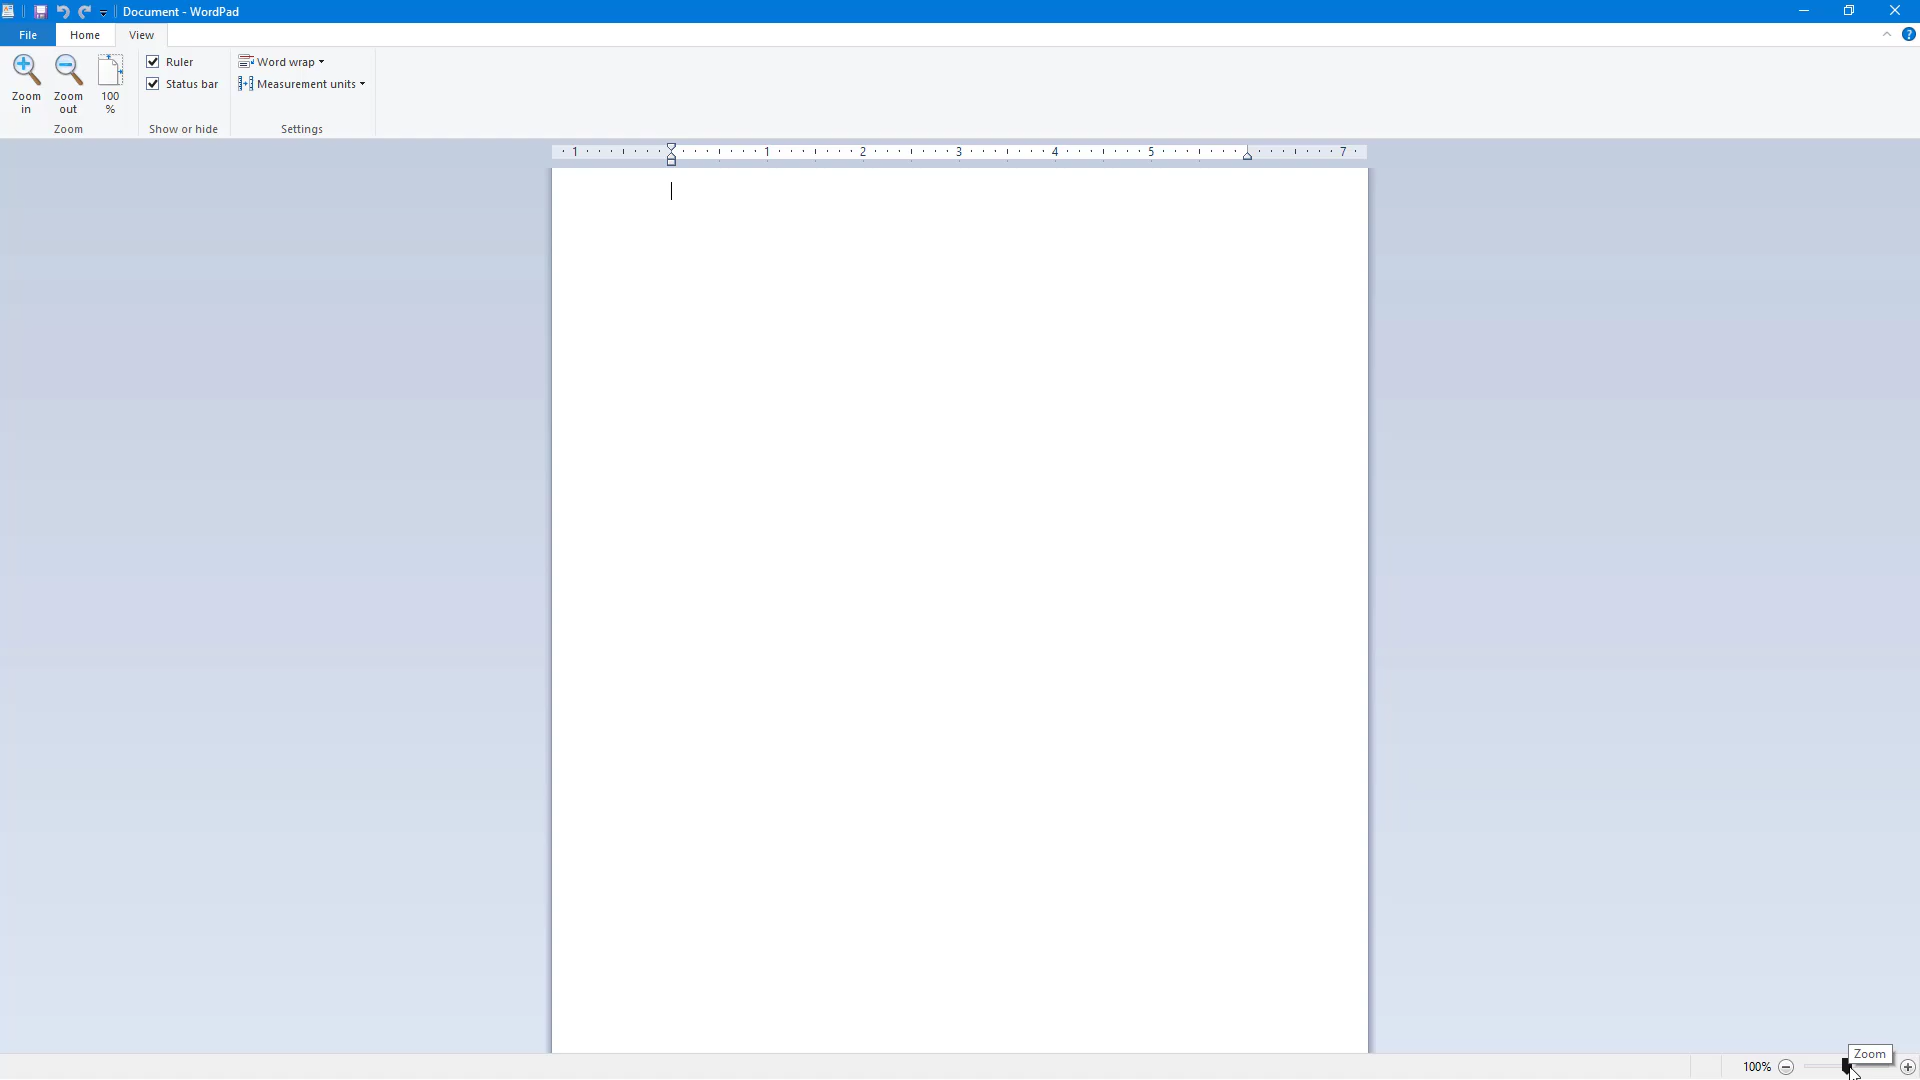 Document - WordPad
File Home View
Zoom in
Zoom out
100 %
Zoom
Ruler
Status bar
Show or hide
Word wrap
Measurement units
Settings
1 1 2 3 4 5 7
Zoom
100%